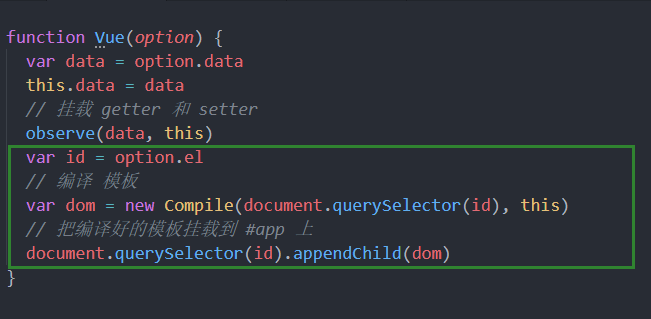 function Vue(option) {
var data = option.data
this.data = data
// 挂载 getter 和 setter
observe(data, this)
var id = option.el
// 编译 模板
var dom = new Compile(document.querySelector(id), this)
// 把编译好的模板挂载到 #app 上
document.querySelector(id).appendChild(dom)
}